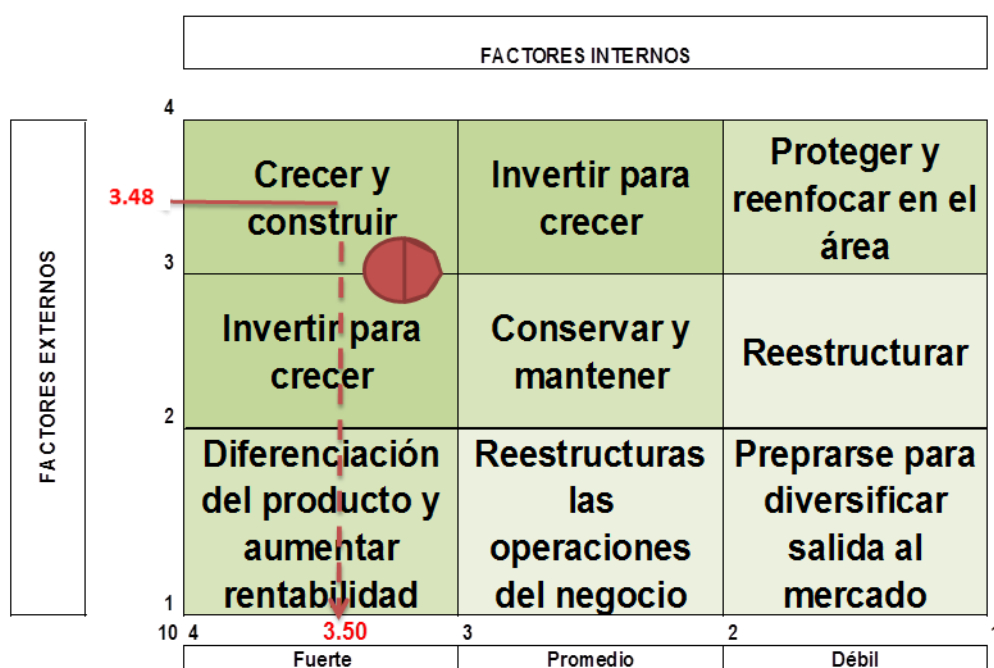 FACTORES INTERNOS
4
Crecer y
construir
Invertir para
crecer
Proteger y
reenfocar en el
área
3.48
3
FACTORES EXTERNOS
Invertir para
crecer
Conservar y
mantener
Reestructurar
2
Diferenciación
del producto y
aumentar
rentabilidad
Reestructuras
las
operaciones
del negocio
Preprarse para
diversificar
salida al
mercado
1
10 4 3.50 3 2 1
Fuerte Promedio Débil